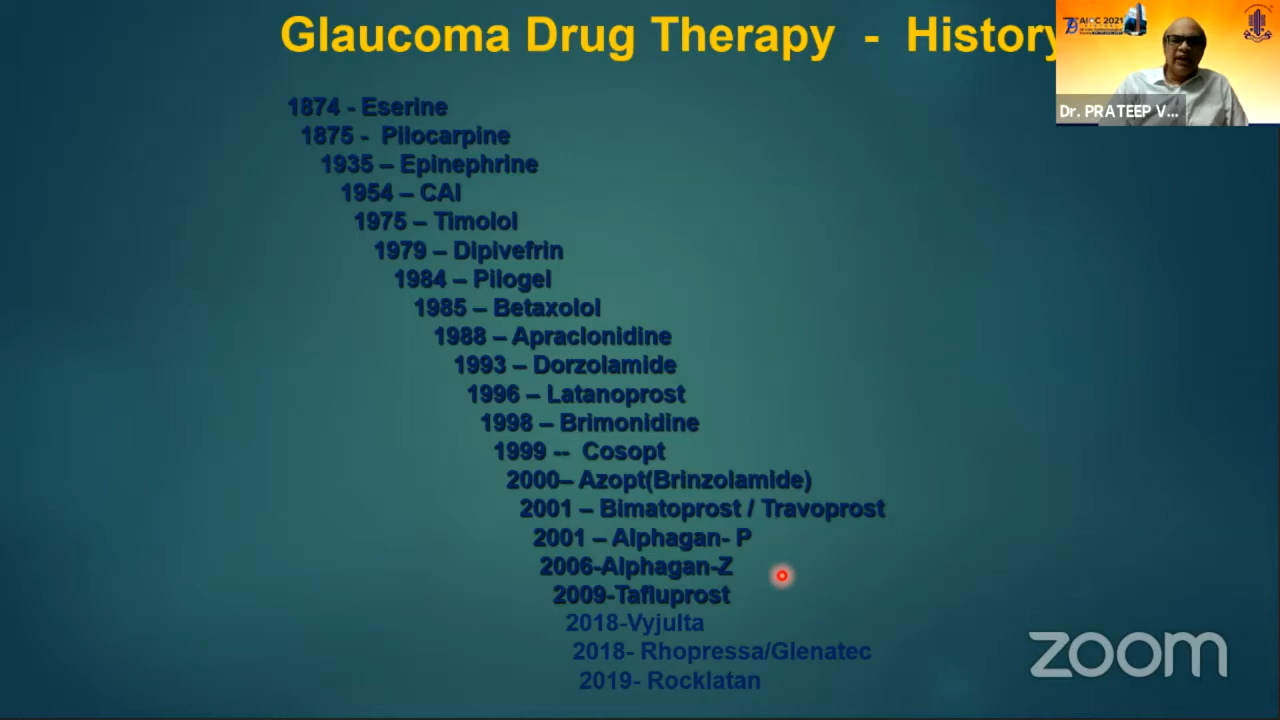 Glaucoma Drug Therapy - History
AIOC 2021
Dr. PRATEEP V...
1874 - Eserine
1875 - Pilocarpine
1935 – Epinephrine
1954 – CAI
1975 – Timolol
1979 – Dipivefrin
1984 – Pilogel
1985 – Betaxolol
1988 – Apraclonidine
1993 – Dorzolamide
1996 – Latanoprost
1998 – Brimonidine
1999 -- Cosopt
2000– Azopt(Brinzolamide)
2001 – Bimatoprost / Travoprost
2001 – Alphagan- P
2006-Alphagan-Z
2009-Tafluprost
2018-Vyjulta
2018- Rhopressa/Glenatec
2019- Rocklatan
zoom